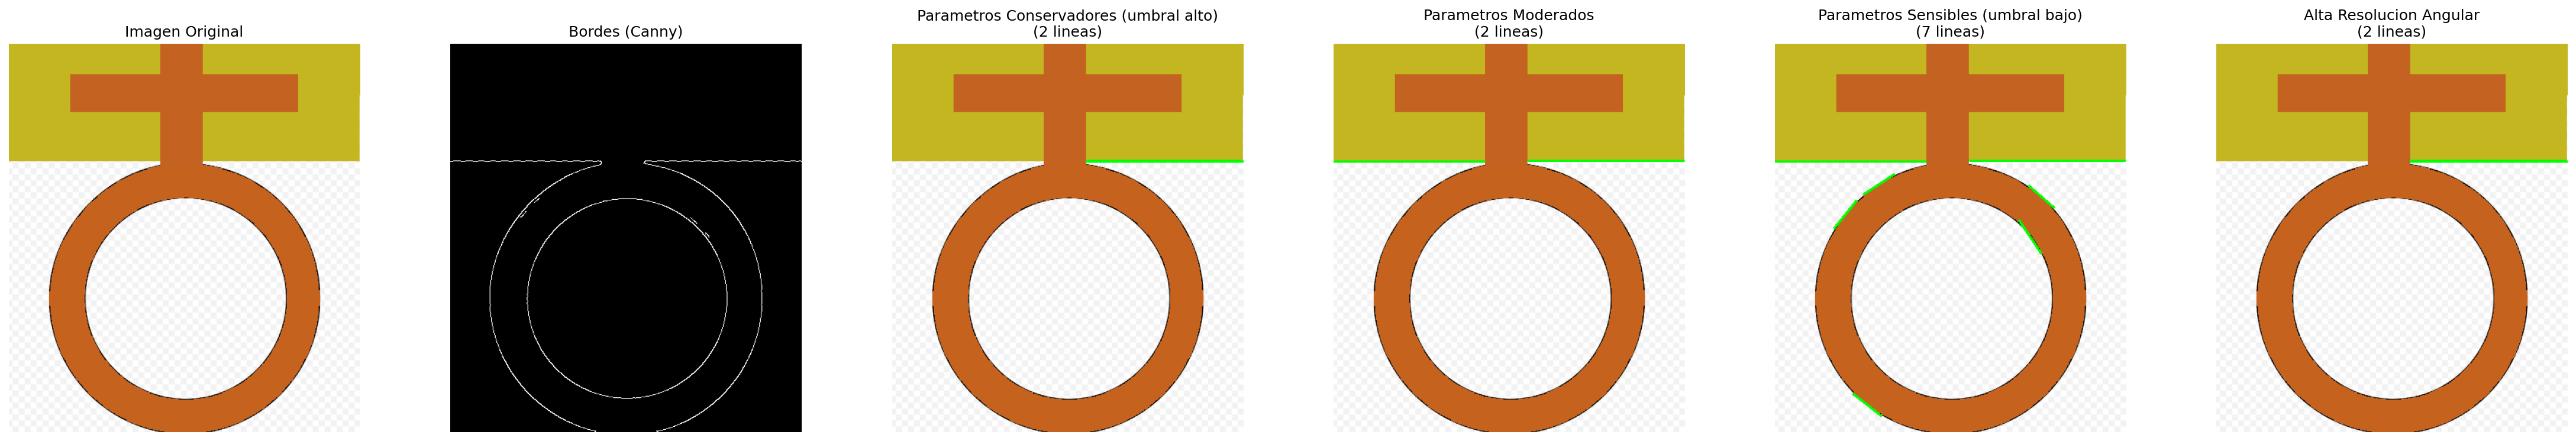 Imagen Original
Bordes (Canny)
Parametros Conservadores (umbral alto)
(2 lineas)
Parametros Moderados
(2 lineas)
Parametros Sensibles (umbral bajo)
(7 lineas)
Alta Resolucion Angular
(2 lineas)